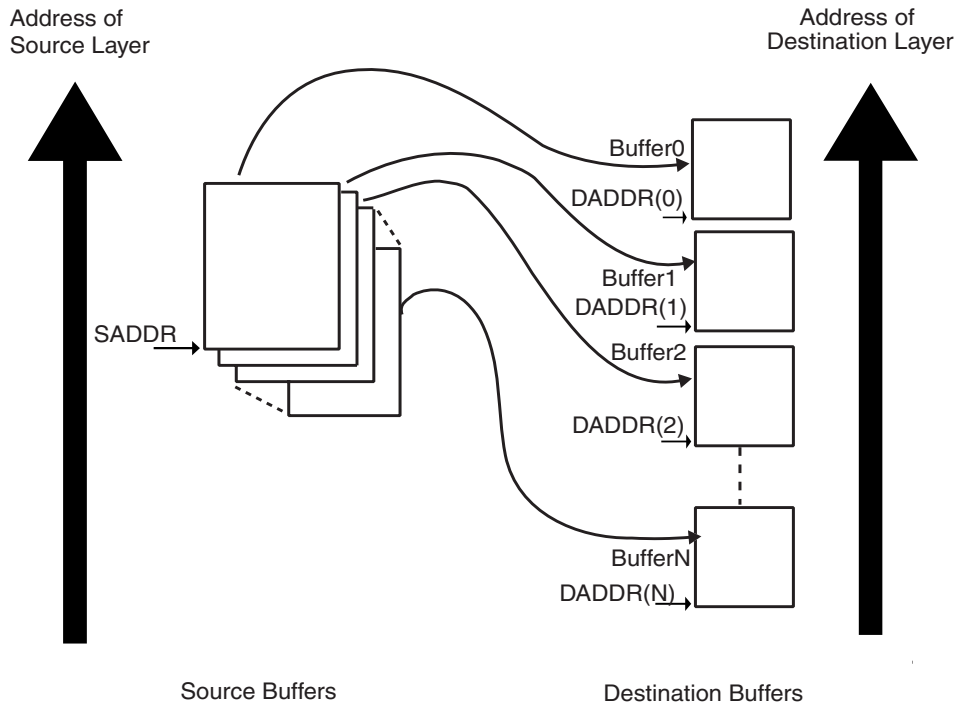 Address of
Source Layer
Address of
Destination Layer
Buffer0
DADDR(0)
Buffer1
DADDR(1)
SADDR
Buffer2
DADDR(2)
BufferN
DADDR(N)
Source Buffers
Destination Buffers